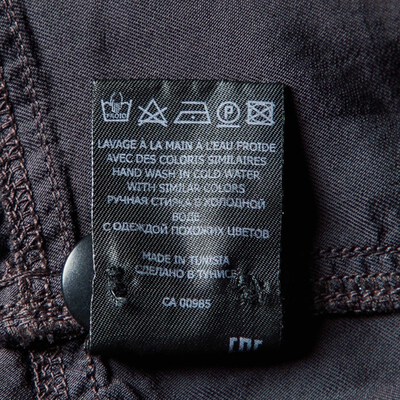 LAVAGE À LA MAIN À L'EAU FROIDE
AVEC DES COLORIS SIMILAIRES
HAND WASH IN COLD WATER
WITH SIMILAR COLORS
РУЧНАЯ СТИРКА В ХОЛОДНОЙ
ВОДЕ
С ОДЕЖДОЙ ПОХОЖИХ ЦВЕТОВ
MADE IN TUNISIA
СДЕЛАНО В ТУНИСЕ
CA 00985